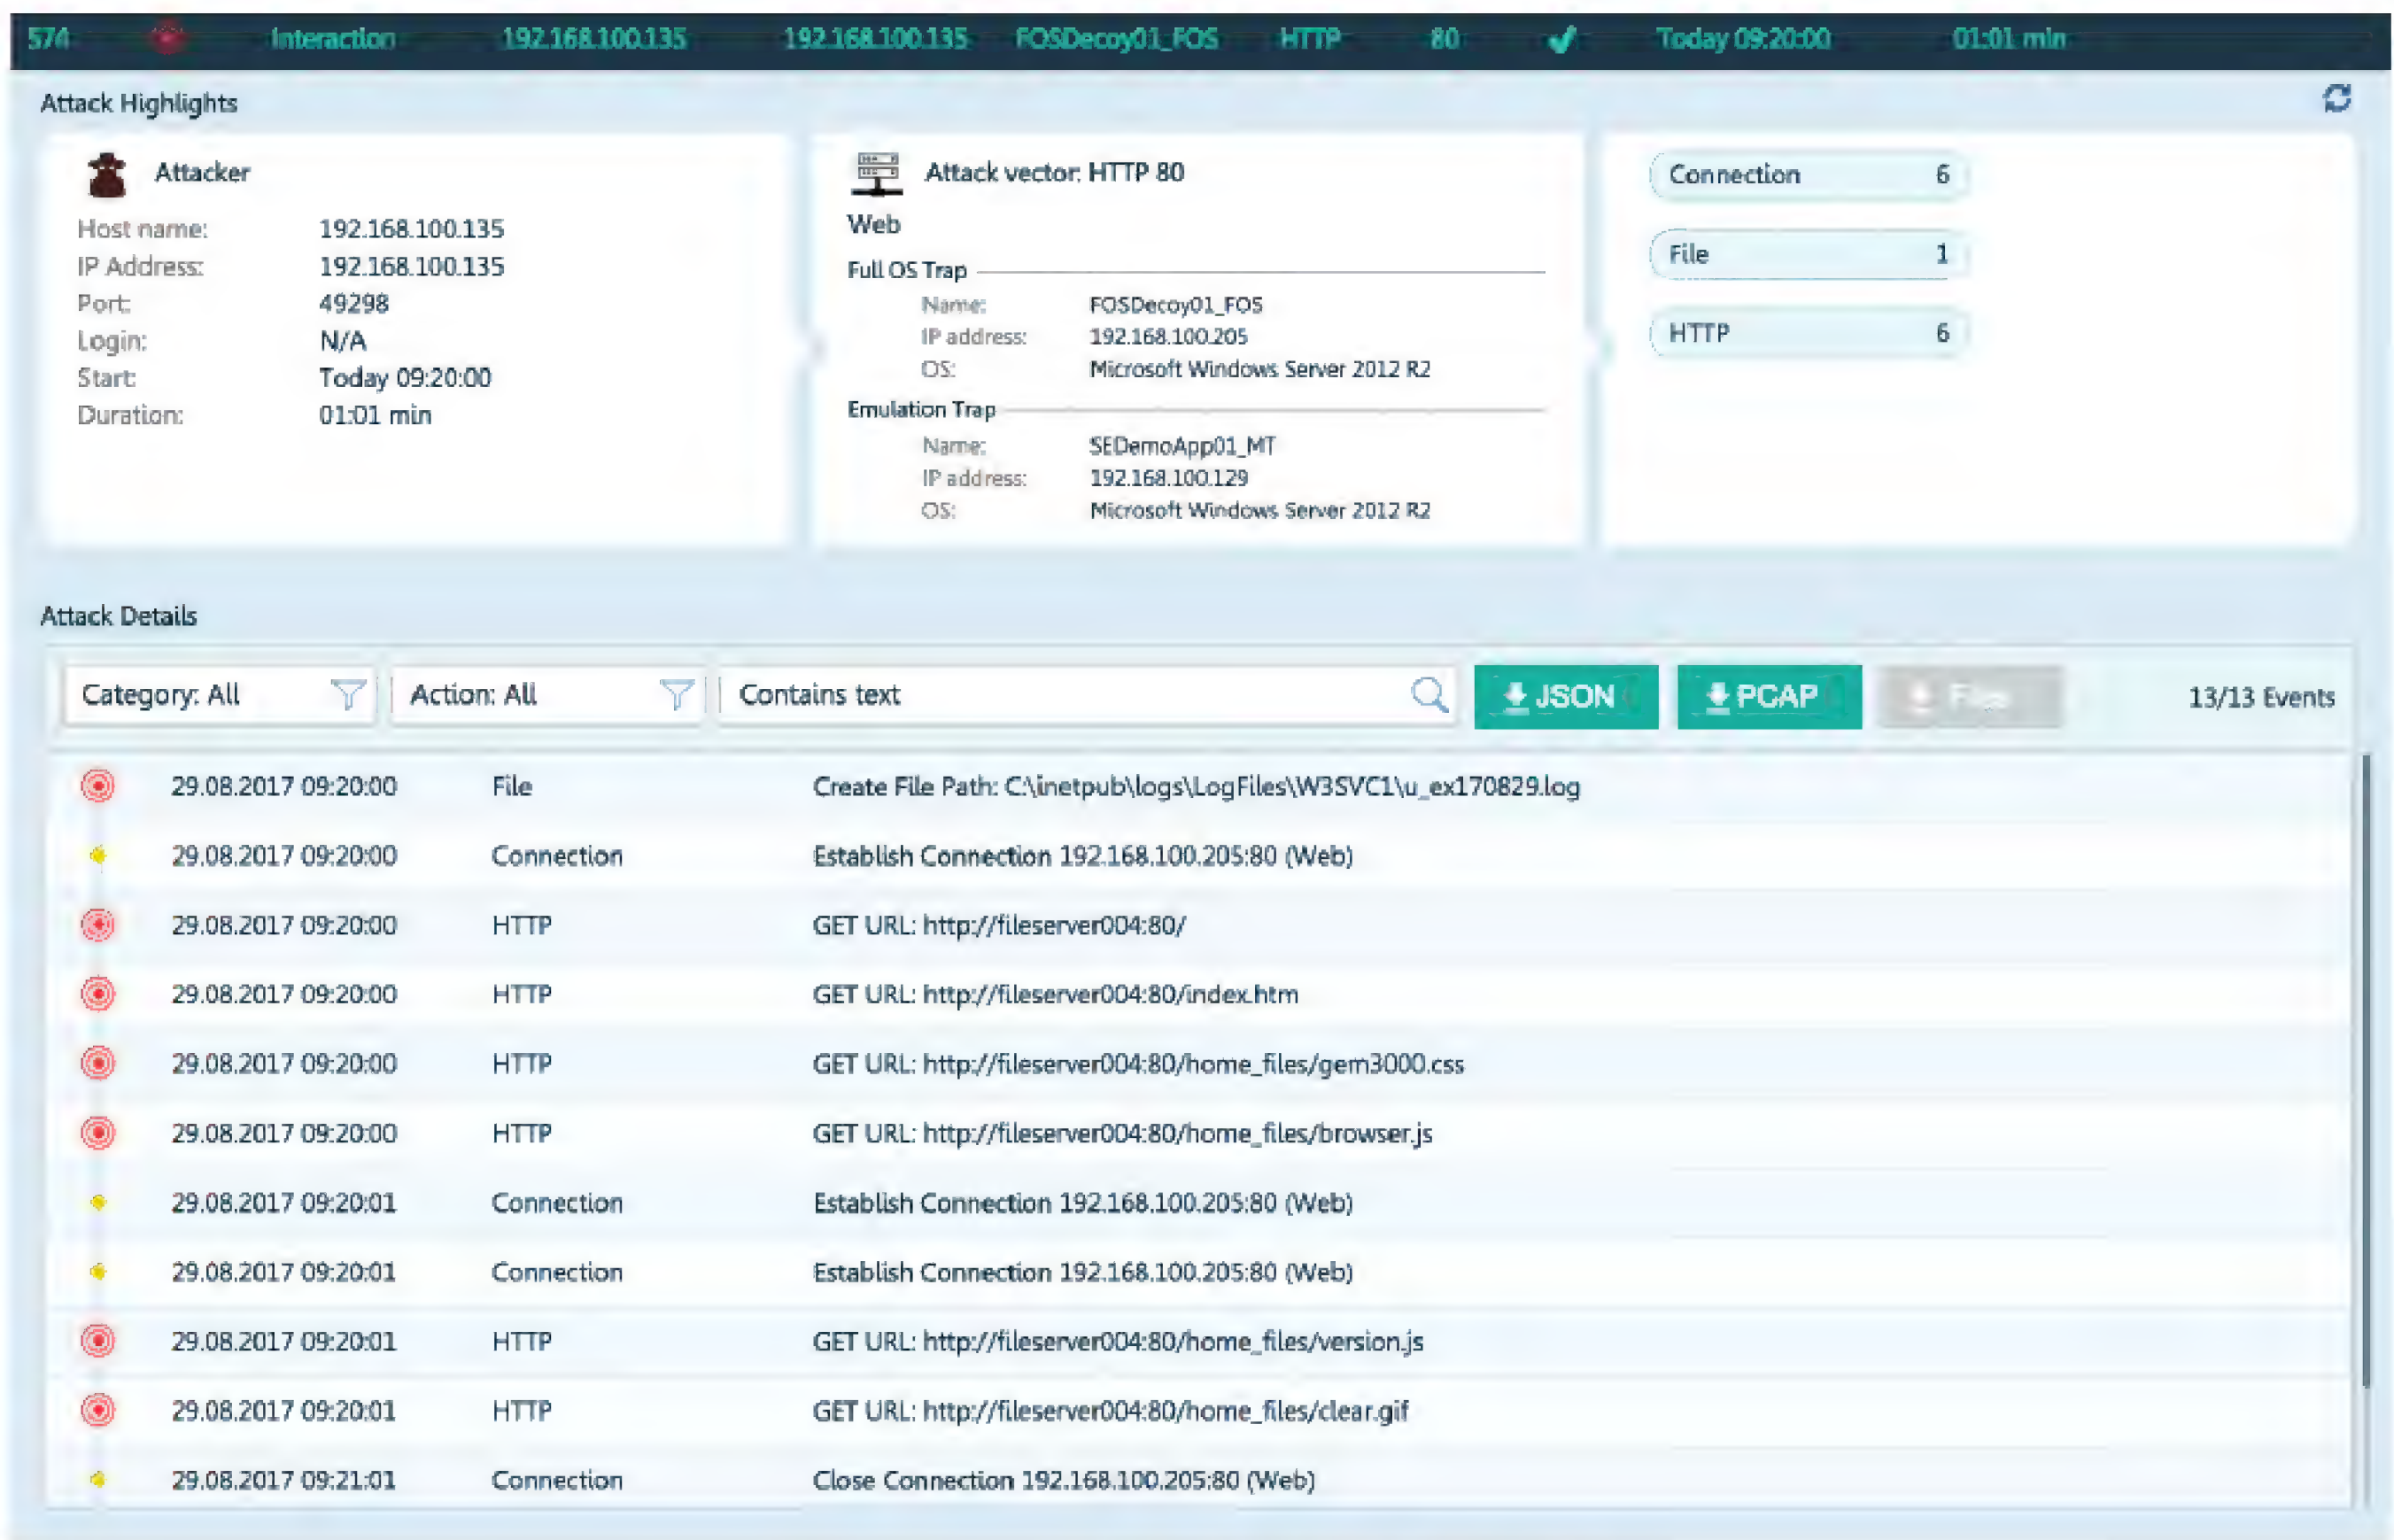 574 Interaction 192.168.100.135 192.168.100.135 FOSDecoy01_FOS HTTP 80 Today 09:20:00 01:01 min
Attack Highlights
Attacker
Host name: 192.168.100.135
IP Address: 192.168.100.135
Port: 49298
Login: N/A
Start: Today 09:20:00
Duration: 01:01 min
Attack vector: HTTP 80
Web
Full OS Trap
Name: FOSDecoy01_FOS
IP address: 192.168.100.205
OS: Microsoft Windows Server 2012 R2
Emulation Trap
Name: SEDemoApp01_MT
IP address: 192.168.100.129
OS: Microsoft Windows Server 2012 R2
Connection 6
File 1
HTTP 6
Attack Details
Category: All Action: All Contains text JSON PCAP Files 13/13 Events
29.08.2017 09:20:00 File Create File Path: C:\inetpub\logs\LogFiles\W3SVC1\u_ex170829.log
29.08.2017 09:20:00 Connection Establish Connection 192.168.100.205:80 (Web)
29.08.2017 09:20:00 HTTP GET URL: http://fileserver004:80/
29.08.2017 09:20:00 HTTP GET URL: http://fileserver004:80/index.htm
29.08.2017 09:20:00 HTTP GET URL: http://fileserver004:80/home_files/gem3000.css
29.08.2017 09:20:00 HTTP GET URL: http://fileserver004:80/home_files/browser.js
29.08.2017 09:20:01 Connection Establish Connection 192.168.100.205:80 (Web)
29.08.2017 09:20:01 Connection Establish Connection 192.168.100.205:80 (Web)
29.08.2017 09:20:01 HTTP GET URL: http://fileserver004:80/home_files/version.js
29.08.2017 09:20:01 HTTP GET URL: http://fileserver004:80/home_files/clear.gif
29.08.2017 09:21:01 Connection Close Connection 192.168.100.205:80 (Web)